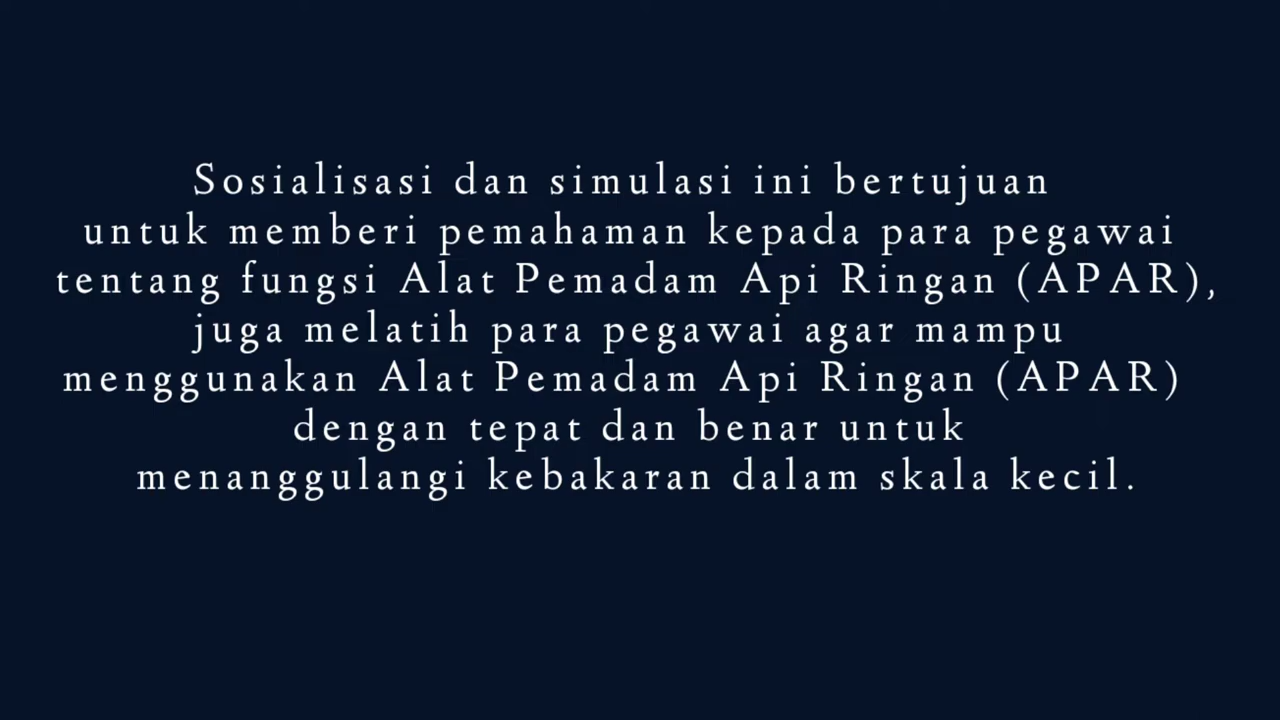 Sosialisasi dan simulasi ini bertujuan
untuk memberi pemahaman kepada para pegawai
tentang fungsi Alat Pemadam Api Ringan (APAR),
juga melatih para pegawai agar mampu
menggunakan Alat Pemadam Api Ringan (APAR)
dengan tepat dan benar untuk
menanggulangi kebakaran dalam skala kecil.